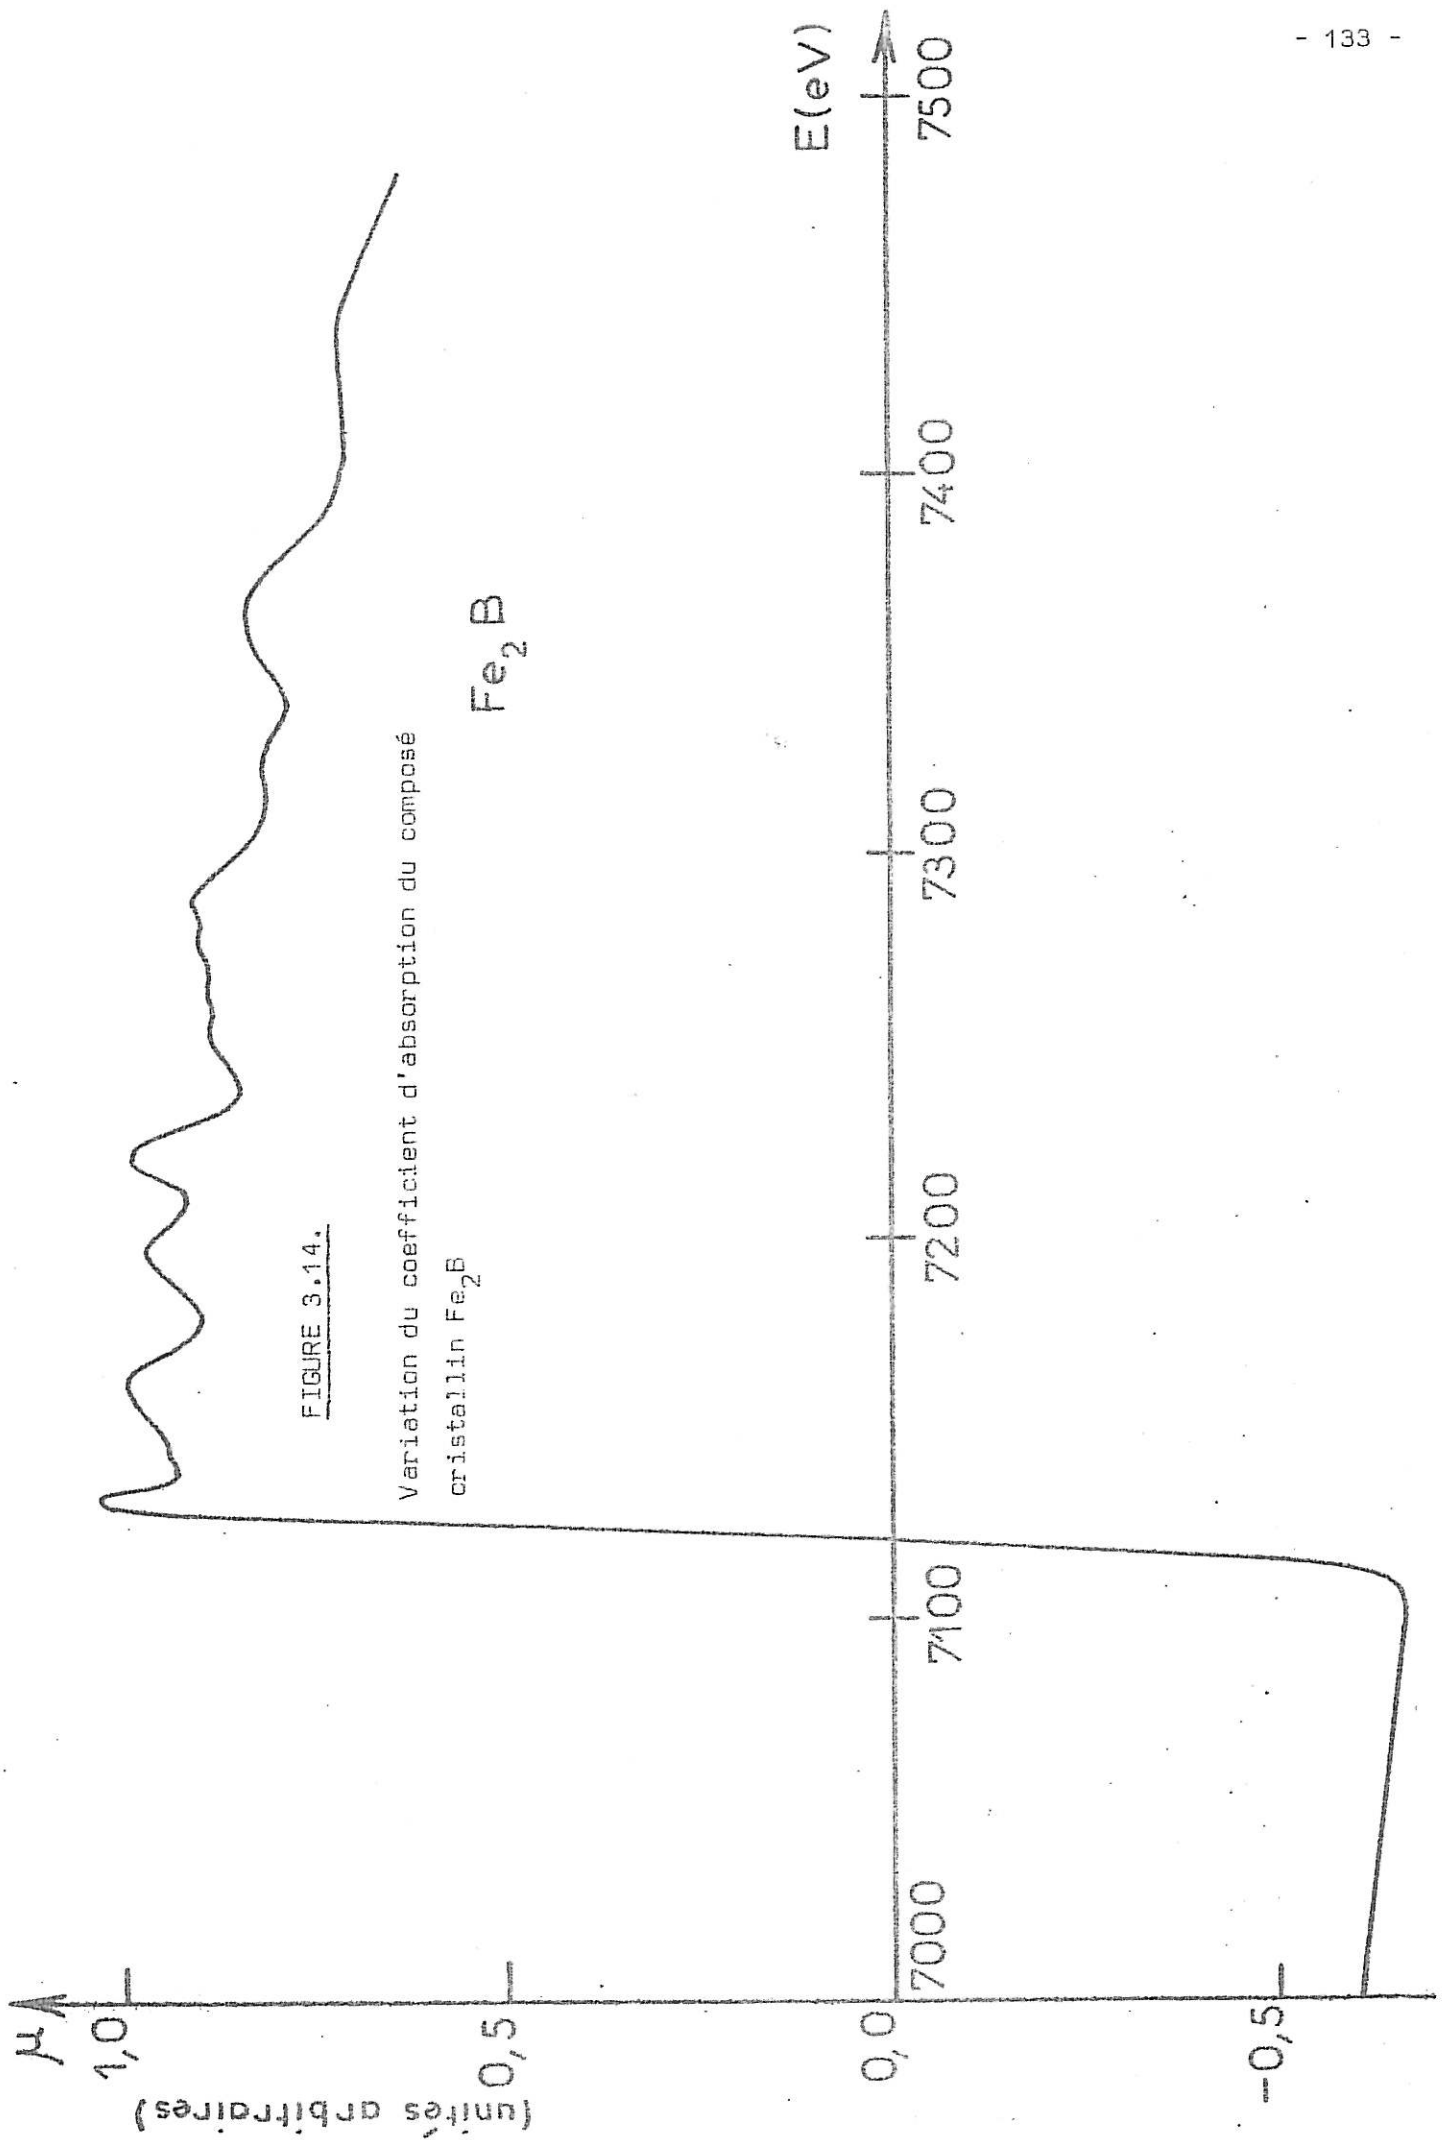 - 133 -
μ
(unités arbitraires)
1,0
0,5
0,0
-0,5
7000
7100
7200
7300
7400
7500
E(eV)
Fe₂ B
FIGURE 3.14.
Variation du coefficient d'absorption du composé
cristallin Fe₂B